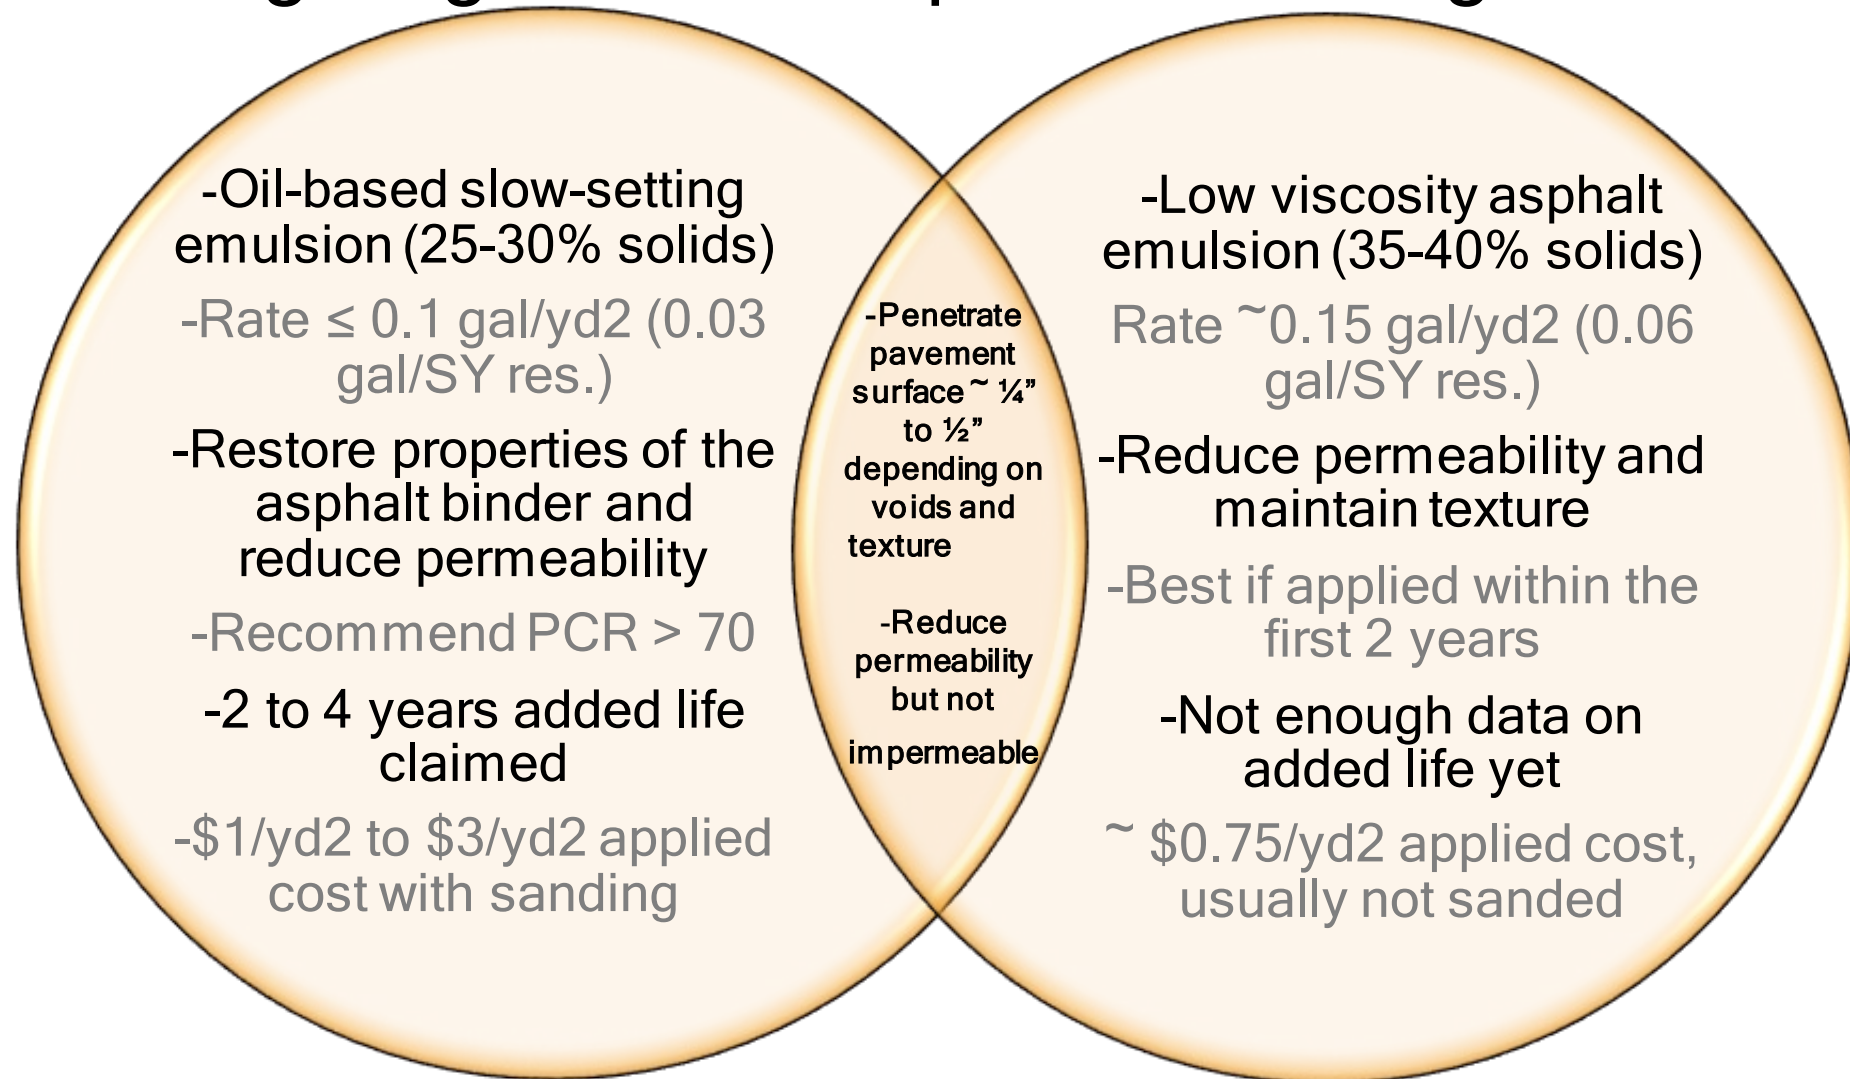 -Oil-based slow-setting
emulsion (25-30% solids)
-Rate ≤ 0.1 gal/yd2 (0.03
gal/SY res.)
-Restore properties of the
asphalt binder and
reduce permeability
-Recommend PCR > 70
-2 to 4 years added life
claimed
-$1/yd2 to $3/yd2 applied
cost with sanding
-Penetrate
pavement
surface ~ ¼”
to ½”
depending on
voids and
texture
-Reduce
permeability
but not
impermeable
-Low viscosity asphalt
emulsion (35-40% solids)
Rate ~0.15 gal/yd2 (0.06
gal/SY res.)
-Reduce permeability and
maintain texture
-Best if applied within the
first 2 years
-Not enough data on
added life yet
~ $0.75/yd2 applied cost,
usually not sanded